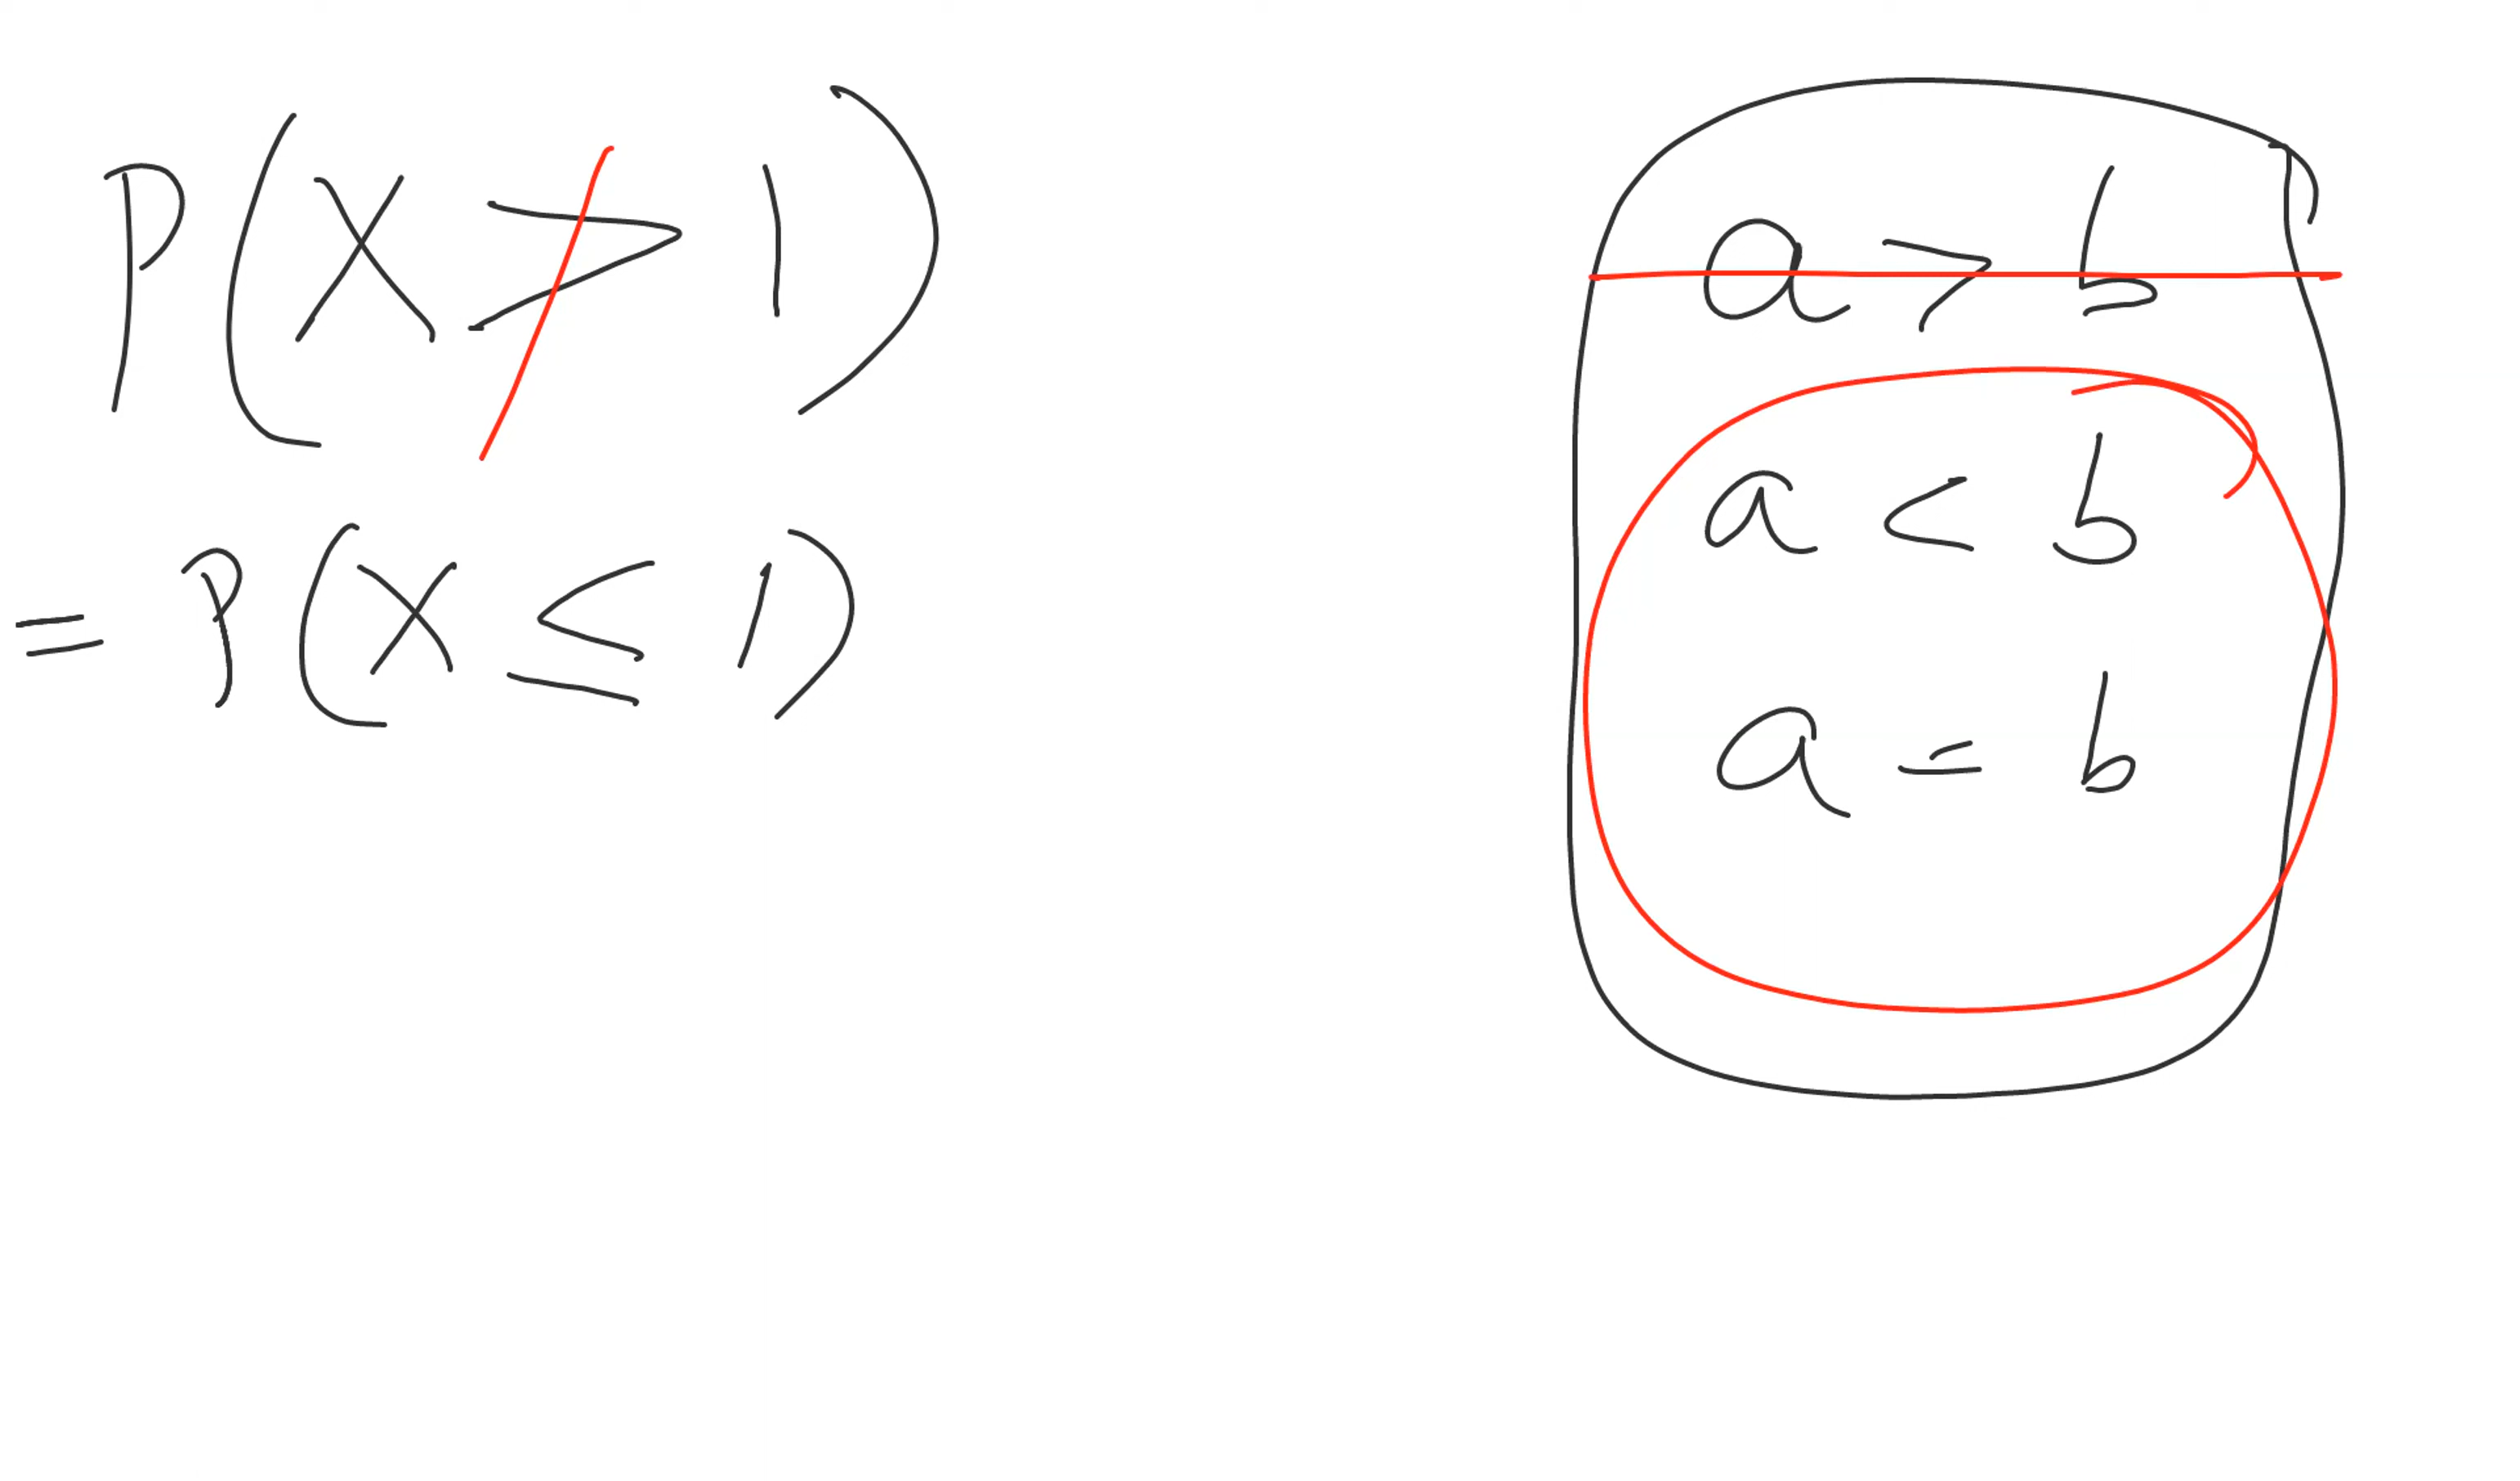 P(X ≯ 1)
= P(X ≤ 1)
a > b
a < b
a = b